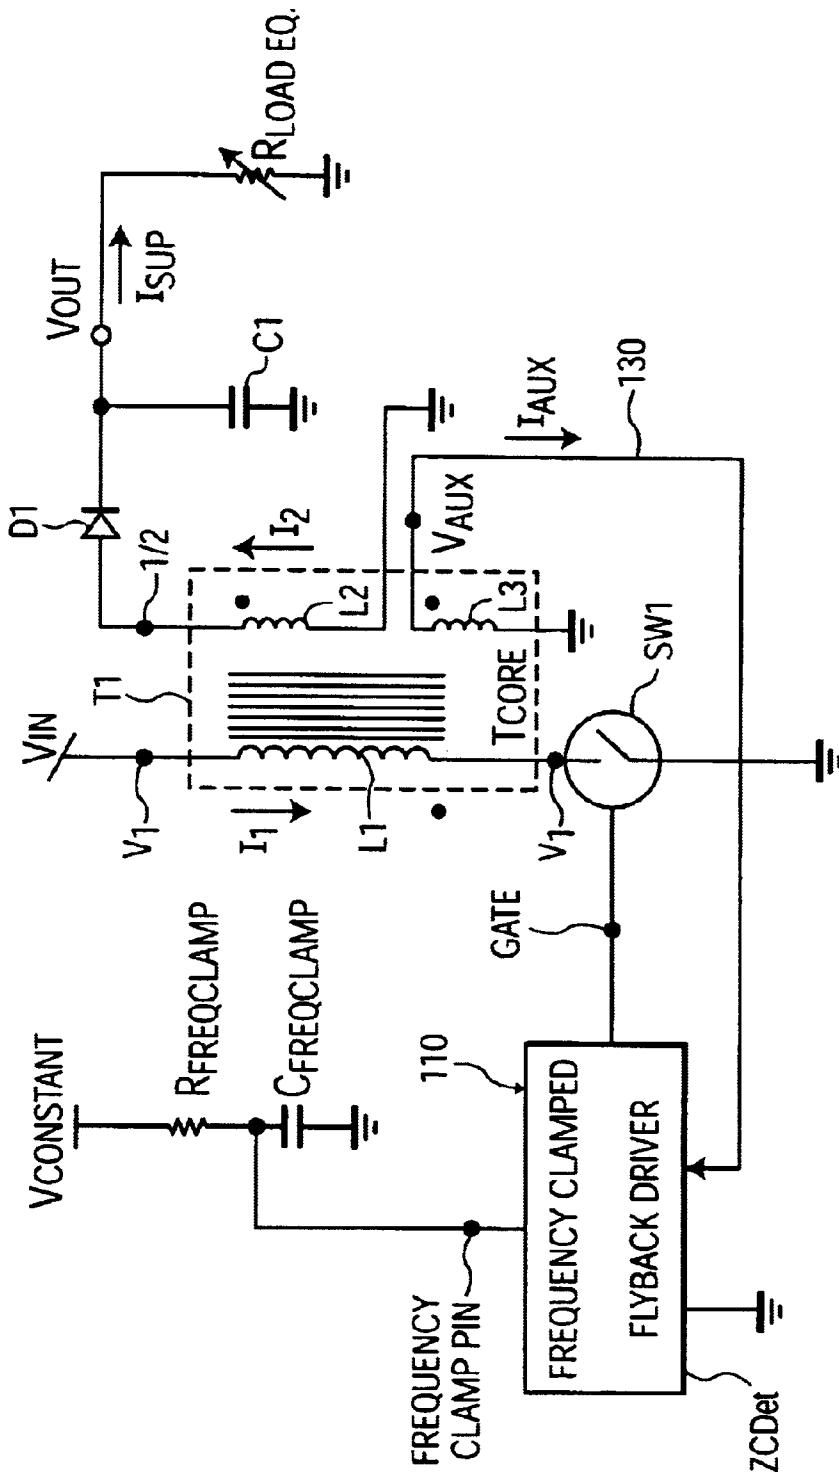 VCONSTANT
RFREQCLAMP
CFREQCLAMP
FREQUENCY
CLAMP PIN
110
FREQUENCY CLAMPED
FLYBACK DRIVER
ZCDet
GATE
VIN
V1
I1
L1
T1
TCORE
V1
SW1
D1
1/2
I2
L2
L3
VAUX
IAUX
130
C1
VOUT
ISUP
RLOAD EQ.